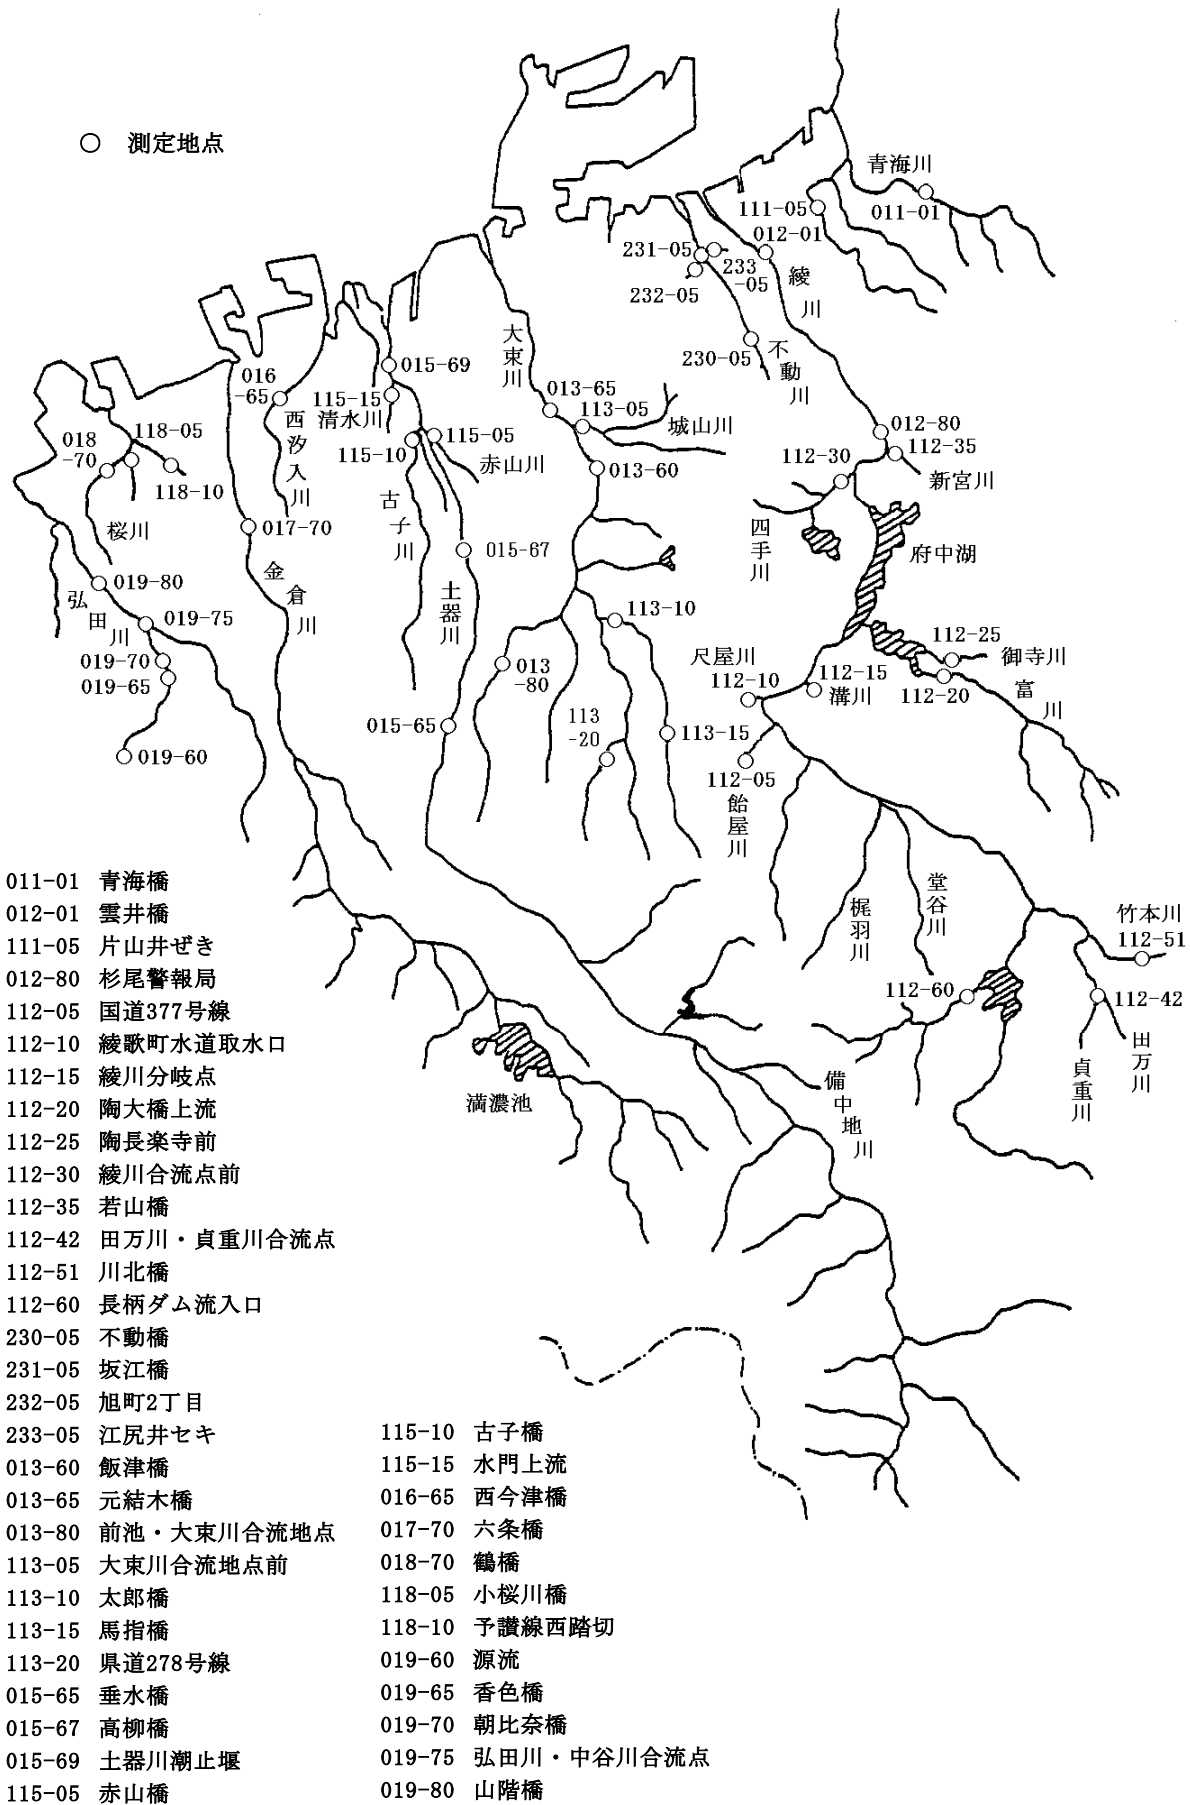 ○ 測定地点
青海川
011-01
111-05
012-01
綾川
231-05
233
-05
232-05
230-05
不動川
大束川
016
-65
西汐入川
015-69
115-15
清水川
013-65
113-05
城山川
012-80
112-35
新宮川
112-30
四手川
府中湖
018
-70
118-05
118-10
桜川
115-10
115-05
赤山川
古子川
013-60
017-70
金倉川
015-67
土器川
019-80
弘田川
019-75
019-70
019-65
019-60
113-10
013
-80
113
-20
113-15
015-65
尺屋川
112-10
112-15
溝川
112-25
御寺川
112-20
富川
112-05
飴屋川
梶羽川
堂谷川
竹本川
112-51
112-60
112-42
田万川
貞重川
備中地川
満濃池
011-01 青海橋
012-01 雲井橋
111-05 片山井ぜき
012-80 杉尾警報局
112-05 国道377号線
112-10 綾歌町水道取水口
112-15 綾川分岐点
112-20 陶大橋上流
112-25 陶長楽寺前
112-30 綾川合流点前
112-35 若山橋
112-42 田万川・貞重川合流点
112-51 川北橋
112-60 長柄ダム流入口
230-05 不動橋
231-05 坂江橋
232-05 旭町2丁目
233-05 江尻井セキ
013-60 飯津橋
013-65 元結木橋
013-80 前池・大束川合流地点
113-05 大束川合流地点前
113-10 太郎橋
113-15 馬指橋
113-20 県道278号線
015-65 垂水橋
015-67 高柳橋
015-69 土器川潮止堰
115-05 赤山橋
115-10 古子橋
115-15 水門上流
016-65 西今津橋
017-70 六条橋
018-70 鶴橋
118-05 小桜川橋
118-10 予讃線西踏切
019-60 源流
019-65 香色橋
019-70 朝比奈橋
019-75 弘田川・中谷川合流点
019-80 山階橋